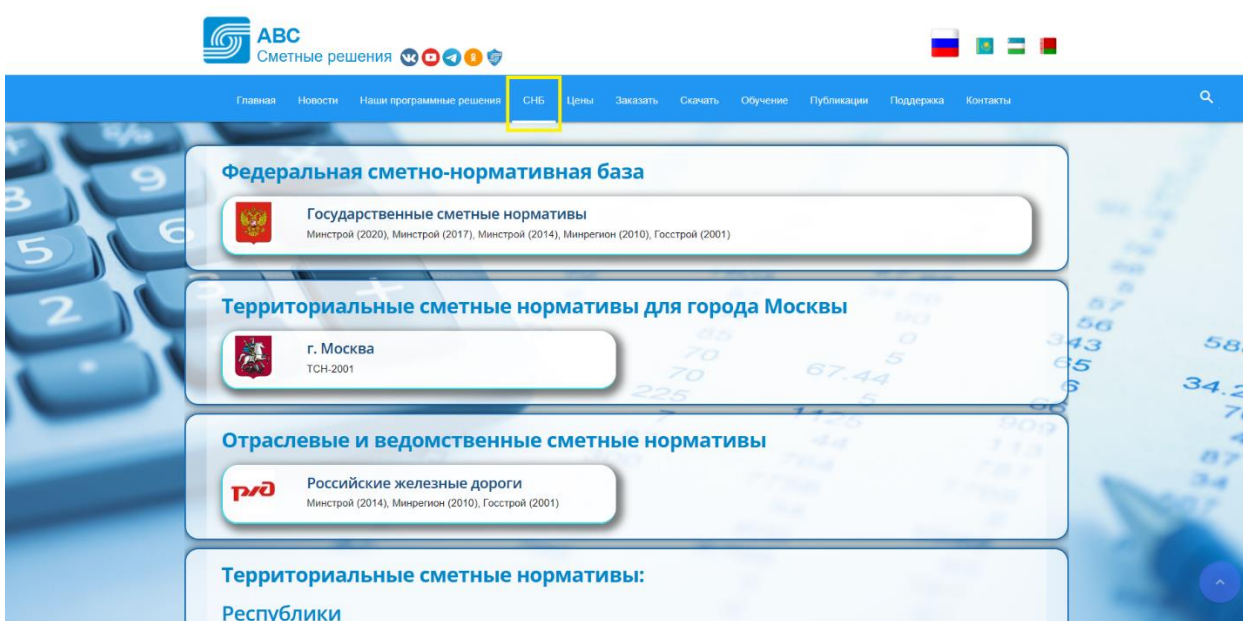 АВС
Сметные решения
Главная Новости Наши программные решения СНБ Цены Заказать Скачать Обучение Публикации Поддержка Контакты
Федеральная сметно-нормативная база
Государственные сметные нормативы
Минстрой (2020), Минстрой (2017), Минстрой (2014), Минрегион (2010), Госстрой (2001)
Территориальные сметные нормативы для города Москвы
г. Москва
ТСН-2001
Отраслевые и ведомственные сметные нормативы
Российские железные дороги
Минстрой (2014), Минрегион (2010), Госстрой (2001)
Территориальные сметные нормативы:
Республики